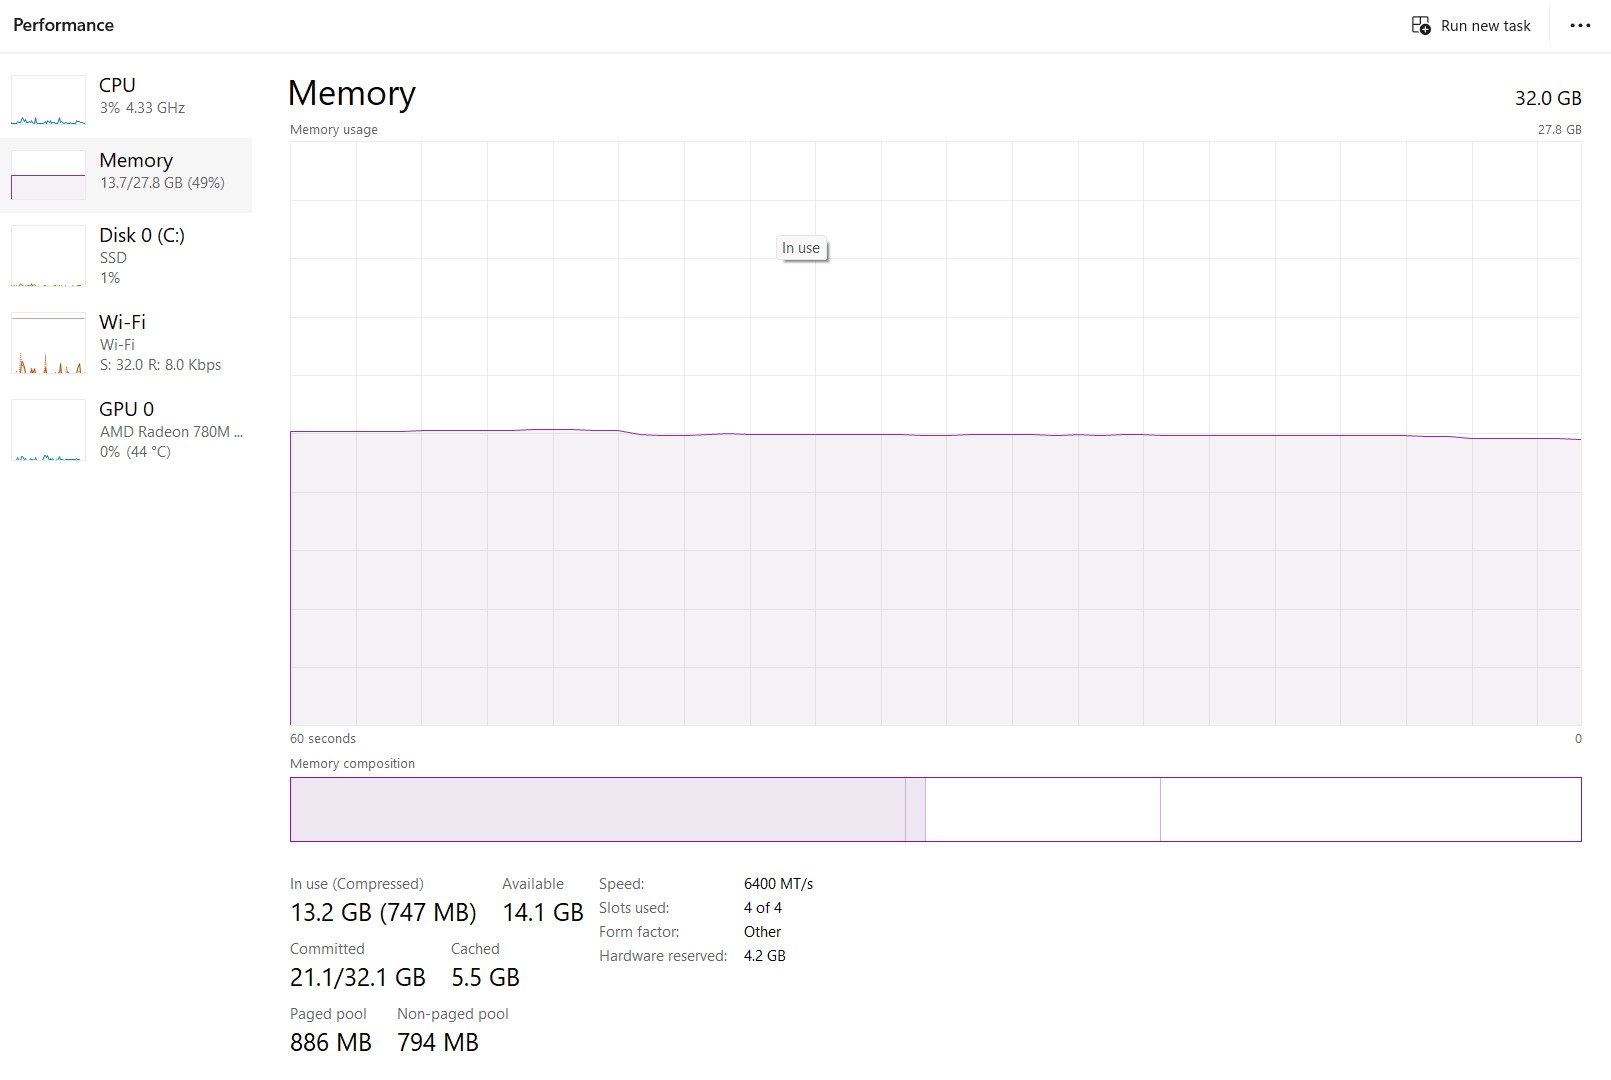 Performance
Run new task
CPU
3% 4.33 GHz
Memory
13.7/27.8 GB (49%)
Disk 0 (C:)
SSD
1%
Wi-Fi
Wi-Fi
S: 32.0 R: 8.0 Kbps
GPU 0
AMD Radeon 780M ...
0% (44 °C)
Memory
32.0 GB
Memory usage
27.8 GB
In use
60 seconds
0
Memory composition
In use (Compressed)
13.2 GB (747 MB)
Available
14.1 GB
Committed
21.1/32.1 GB
Cached
5.5 GB
Paged pool
886 MB
Non-paged pool
794 MB
Speed: 6400 MT/s
Slots used: 4 of 4
Form factor: Other
Hardware reserved: 4.2 GB